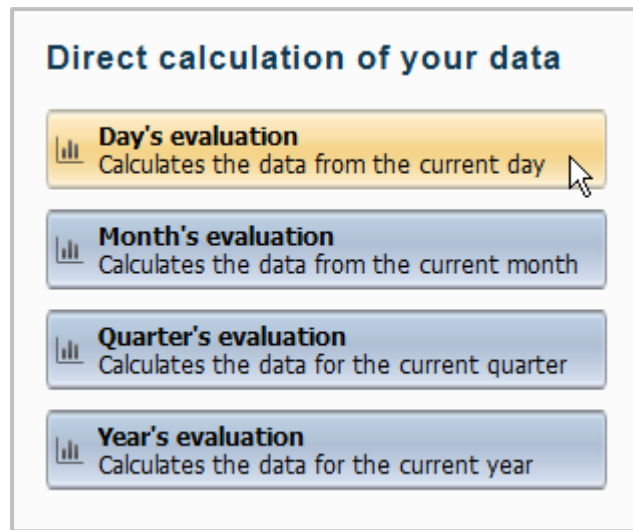 Direct calculation of your data
Day's evaluation
Calculates the data from the current day
Month's evaluation
Calculates the data from the current month
Quarter's evaluation
Calculates the data for the current quarter
Year's evaluation
Calculates the data for the current year